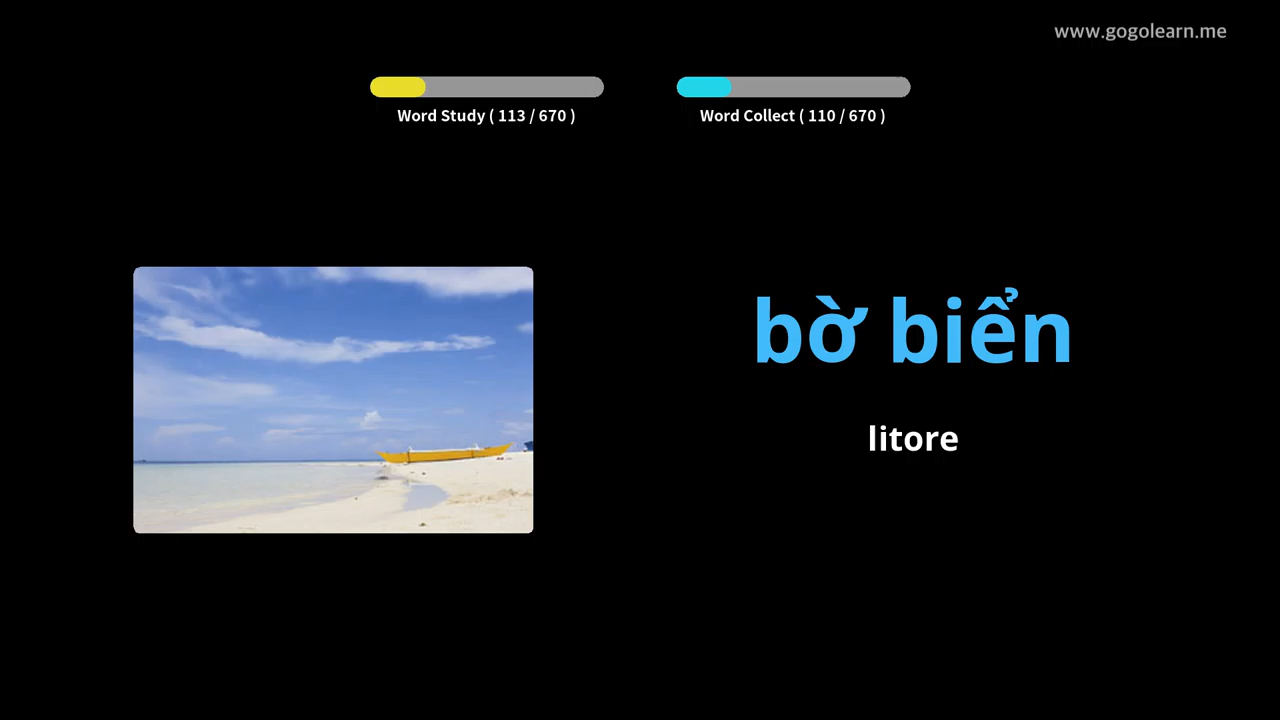 www.gogolearn.me
Word Study ( 113 / 670 )
Word Collect ( 110 / 670 )
bờ biển
litore